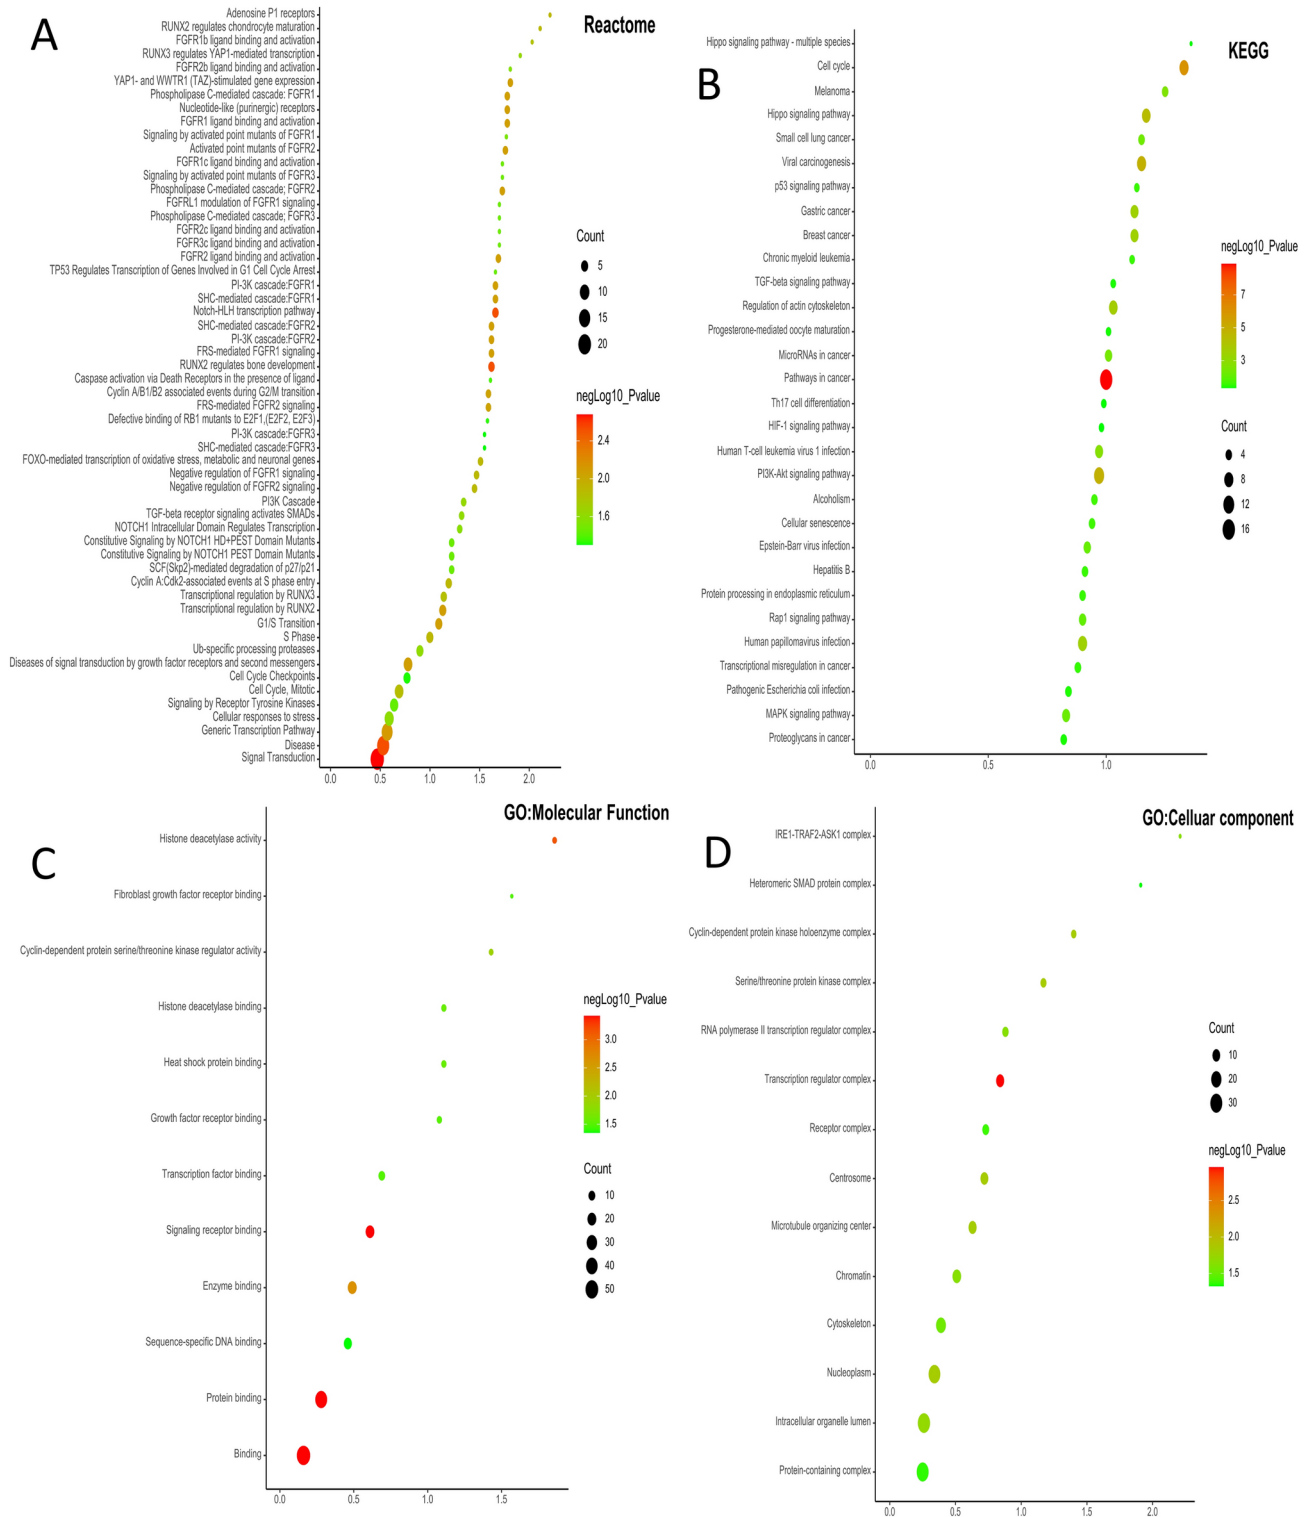 A
Reactome
Adenosine P1 receptors
RUNX2 regulates chondrocyte maturation
FGFR1b ligand binding and activation
RUNX3 regulates YAP1-mediated transcription
FGFR2b ligand binding and activation
YAP1- and WWTR1 (TAZ)-stimulated gene expression
Phospholipase C-mediated cascade: FGFR1
Nucleotide-like (purinergic) receptors
FGFR1 ligand binding and activation
Signaling by activated point mutants of FGFR1
Activated point mutants of FGFR2
FGFR1c ligand binding and activation
Signaling by activated point mutants of FGFR3
Phospholipase C-mediated cascade; FGFR2
FGFRL1 modulation of FGFR1 signaling
Phospholipase C-mediated cascade; FGFR3
FGFR2c ligand binding and activation
FGFR3c ligand binding and activation
FGFR2 ligand binding and activation
TP53 Regulates Transcription of Genes Involved in G1 Cell Cycle Arrest
PI-3K cascade:FGFR1
SHC-mediated cascade:FGFR1
Notch-HLH transcription pathway
SHC-mediated cascade:FGFR2
PI-3K cascade:FGFR2
FRS-mediated FGFR1 signaling
RUNX2 regulates bone development
Caspase activation via Death Receptors in the presence of ligand
Cyclin A/B1/B2 associated events during G2/M transition
FRS-mediated FGFR2 signaling
Defective binding of RB1 mutants to E2F1,(E2F2, E2F3)
PI-3K cascade:FGFR3
SHC-mediated cascade:FGFR3
FOXO-mediated transcription of oxidative stress, metabolic and neuronal genes
Negative regulation of FGFR1 signaling
Negative regulation of FGFR2 signaling
PI3K Cascade
TGF-beta receptor signaling activates SMADs
NOTCH1 Intracellular Domain Regulates Transcription
Constitutive Signaling by NOTCH1 HD+PEST Domain Mutants
Constitutive Signaling by NOTCH1 PEST Domain Mutants
SCF(Skp2)-mediated degradation of p27/p21
Cyclin A:Cdk2-associated events at S phase entry
Transcriptional regulation by RUNX3
Transcriptional regulation by RUNX2
G1/S Transition
S Phase
Ub-specific processing proteases
Diseases of signal transduction by growth factor receptors and second messengers
Cell Cycle Checkpoints
Cell Cycle, Mitotic
Signaling by Receptor Tyrosine Kinases
Cellular responses to stress
Generic Transcription Pathway
Disease
Signal Transduction
0.0 0.5 1.0 1.5 2.0
Count
5
10
15
20
negLog10_Pvalue
2.4
2.0
1.6
B
KEGG
Hippo signaling pathway - multiple species
Cell cycle
Melanoma
Hippo signaling pathway
Small cell lung cancer
Viral carcinogenesis
p53 signaling pathway
Gastric cancer
Breast cancer
Chronic myeloid leukemia
TGF-beta signaling pathway
Regulation of actin cytoskeleton
Progesterone-mediated oocyte maturation
MicroRNAs in cancer
Pathways in cancer
Th17 cell differentiation
HIF-1 signaling pathway
Human T-cell leukemia virus 1 infection
PI3K-Akt signaling pathway
Alcoholism
Cellular senescence
Epstein-Barr virus infection
Hepatitis B
Protein processing in endoplasmic reticulum
Rap1 signaling pathway
Human papillomavirus infection
Transcriptional misregulation in cancer
Pathogenic Escherichia coli infection
MAPK signaling pathway
Proteoglycans in cancer
0.0 0.5 1.0
negLog10_Pvalue
7
5
3
Count
4
8
12
16
C
GO:Molecular Function
Histone deacetylase activity
Fibroblast growth factor receptor binding
Cyclin-dependent protein serine/threonine kinase regulator activity
Histone deacetylase binding
Heat shock protein binding
Growth factor receptor binding
Transcription factor binding
Signaling receptor binding
Enzyme binding
Sequence-specific DNA binding
Protein binding
Binding
0.0 0.5 1.0 1.5
negLog10_Pvalue
3.0
2.5
2.0
1.5
Count
10
20
30
40
50
D
GO:Celluar component
IRE1-TRAF2-ASK1 complex
Heteromeric SMAD protein complex
Cyclin-dependent protein kinase holoenzyme complex
Serine/threonine protein kinase complex
RNA polymerase II transcription regulator complex
Transcription regulator complex
Receptor complex
Centrosome
Microtubule organizing center
Chromatin
Cytoskeleton
Nucleoplasm
Intracellular organelle lumen
Protein-containing complex
0.0 0.5 1.0 1.5 2.0
Count
10
20
30
negLog10_Pvalue
2.5
2.0
1.5